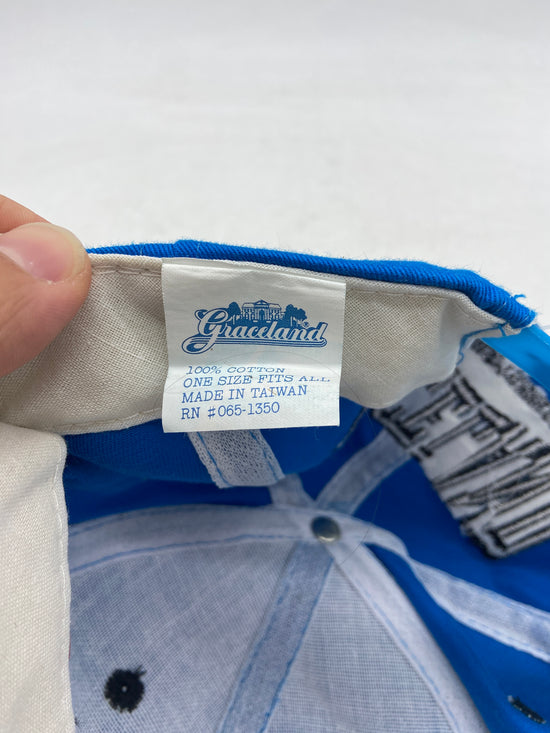 Graceland
100% COTTON
ONE SIZE FITS ALL
MADE IN TAIWAN
RN #065-1350